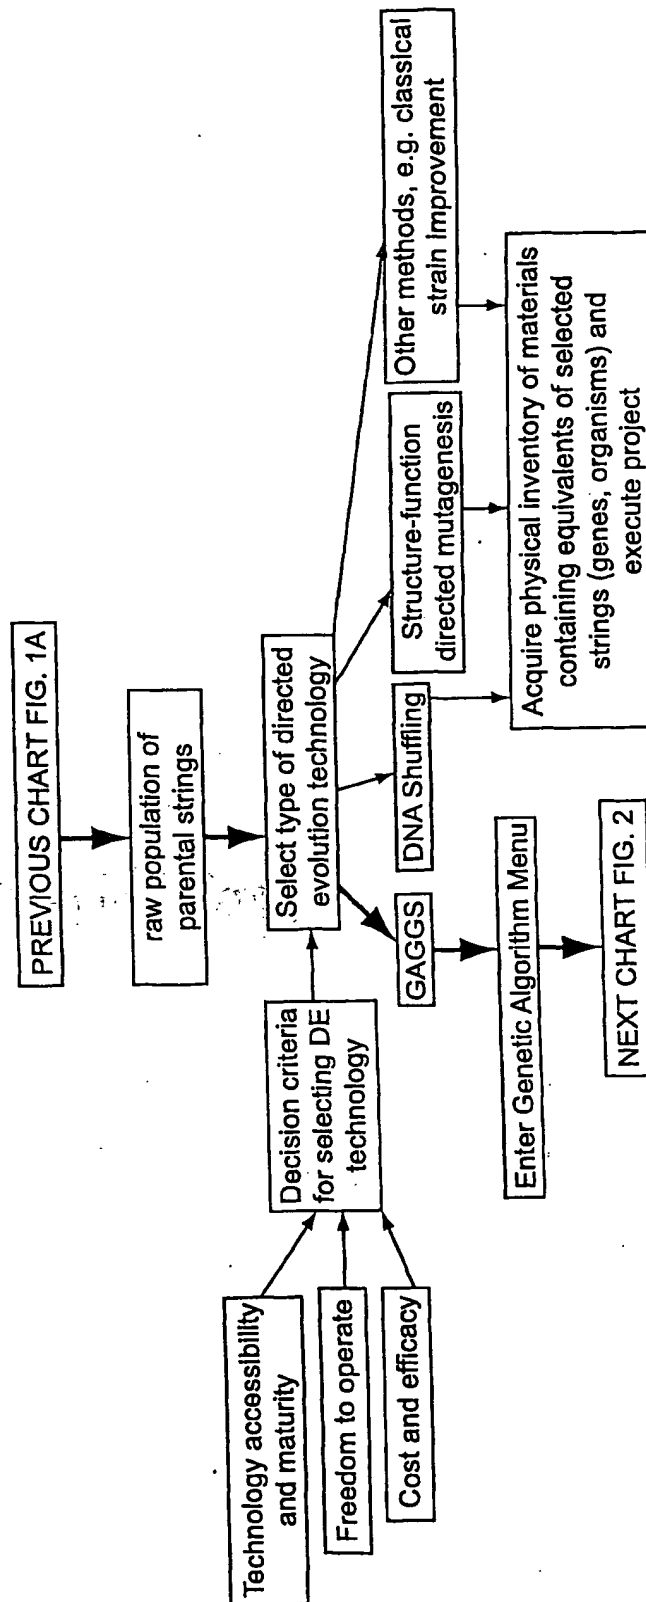 PREVIOUS CHART FIG. 1A
raw population of
parental strings
Technology accessibility
and maturity
Freedom to operate
Cost and efficacy
Decision criteria
for selecting DE
technology
Select type of directed
evolution technology
GAGGS
DNA Shuffling
Structure-function
directed mutagenesis
Other methods, e.g. classical
strain improvement
Enter Genetic Algorithm Menu
Acquire physical inventory of materials
containing equivalents of selected
strings (genes, organisms) and
execute project
NEXT CHART FIG. 2